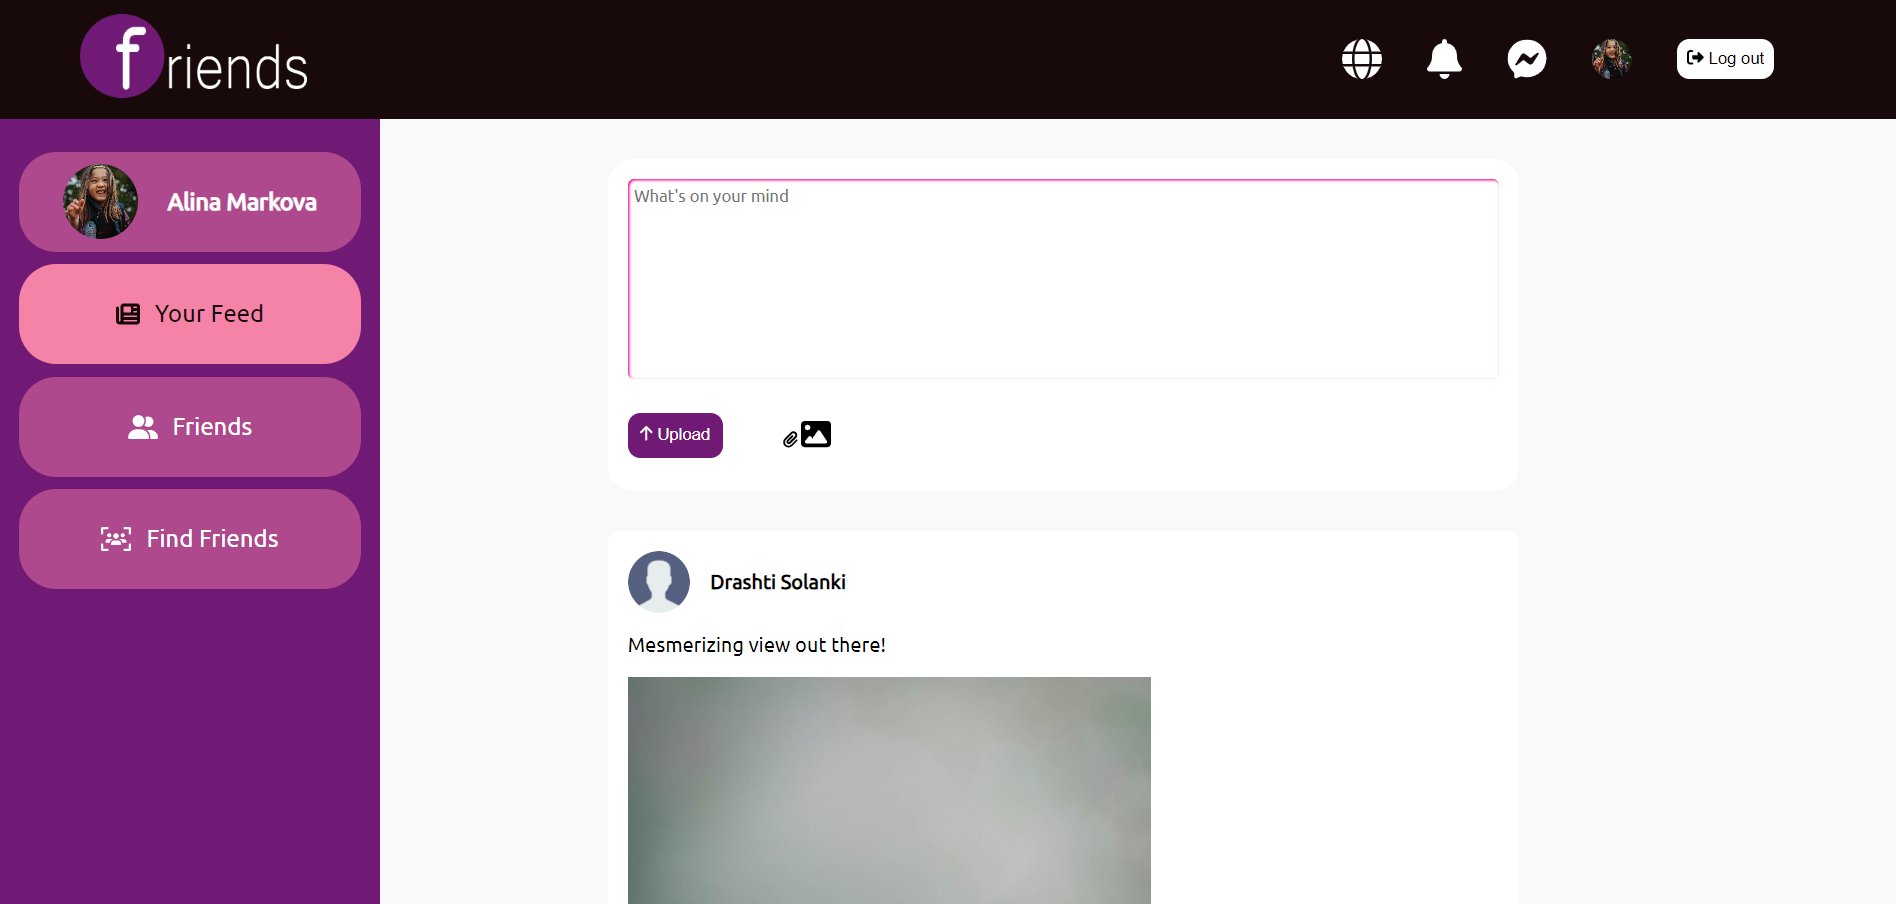 friends
Log out
Alina Markova
Your Feed
Friends
Find Friends
What's on your mind
Upload
Drashti Solanki
Mesmerizing view out there!